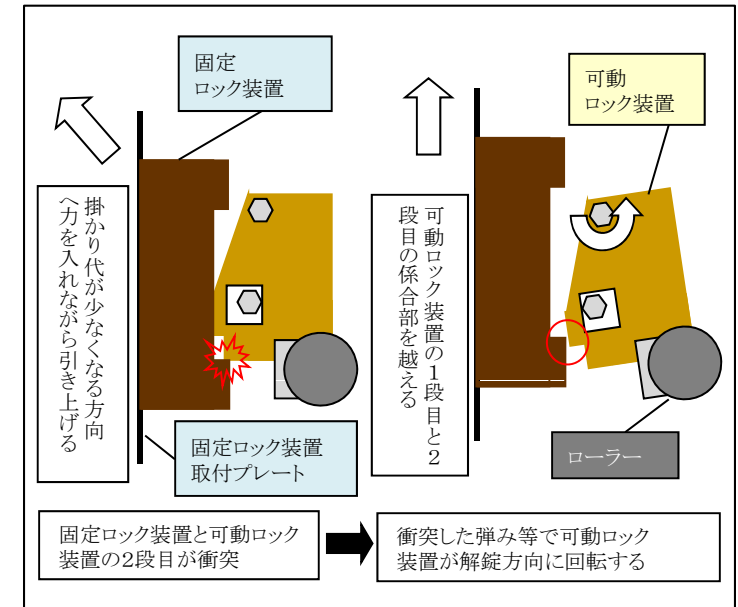 固定
ロック装置
可動
ロック装置
掛かり代が少なくなる方向
へ力を入れながら引き上げる
可動ロック装置の1段目と2
段目の係合部を越える
固定ロック装置
取付プレート
ローラー
固定ロック装置と可動ロック
装置の2段目が衝突
衝突した弾み等で可動ロック
装置が解錠方向に回転する